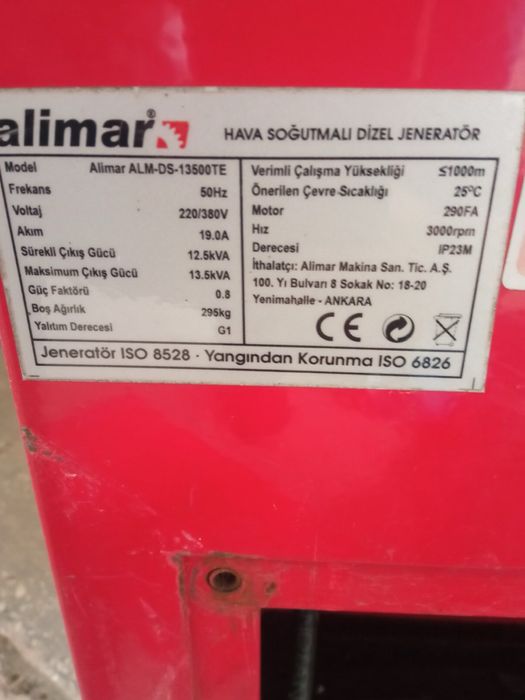 alimar®
HAVA SOĞUTMALI DİZEL JENERATÖR
Model Alimar ALM-DS-13500TE
Frekans 50Hz
Voltaj 220/380V
Akım 19.0A
Sürekli Çıkış Gücü 12.5kVA
Maksimum Çıkış Gücü 13.5kVA
Güç Faktörü 0.8
Boş Ağırlık 295kg
Yalıtım Derecesi G1
Verimli Çalışma Yüksekliği ≤1000m
Önerilen Çevre Sıcaklığı 25°C
Motor 290FA
Hız 3000rpm
Derecesi IP23M
İthalatçı: Alimar Makina San. Tic. A.Ş.
100. Yı Bulvarı 8 Sokak No: 18-20
Yenimahalle - ANKARA
CE
Jeneratör ISO 8528 - Yangından Korunma ISO 6826